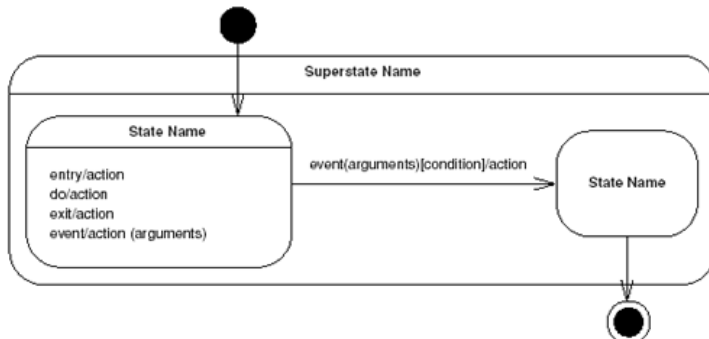 Superstate Name
State Name
entry/action
do/action
exit/action
event/action (arguments)
event(arguments)[condition]/action
State Name